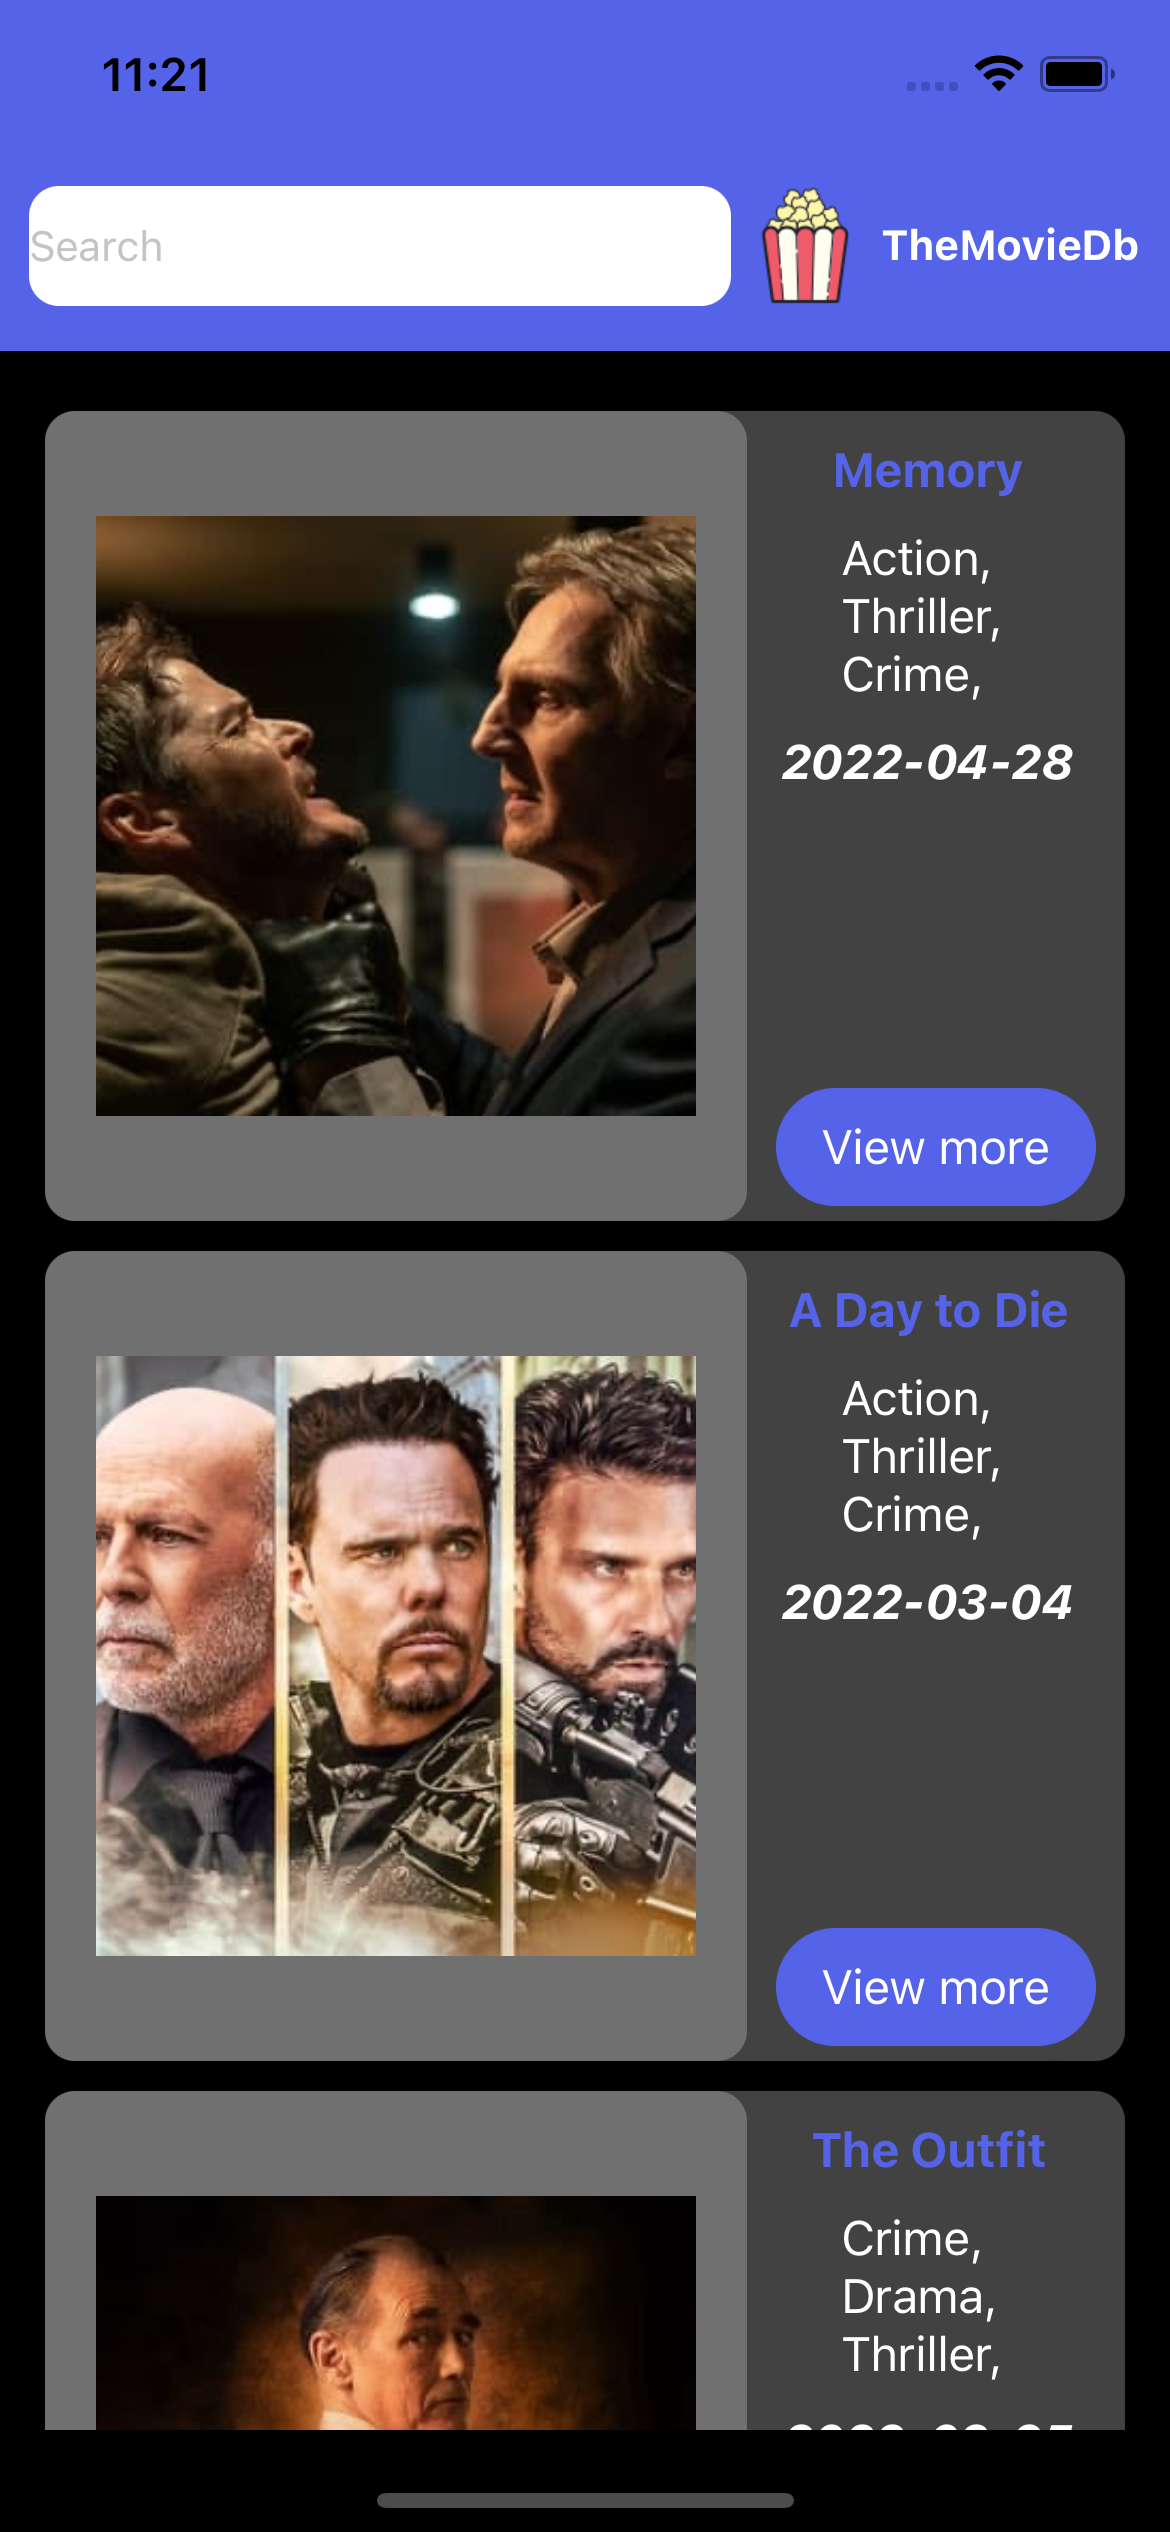 11:21
Search
TheMovieDb
Memory
Action,
Thriller,
Crime,
2022-04-28
View more
A Day to Die
Action,
Thriller,
Crime,
2022-03-04
View more
The Outfit
Crime,
Drama,
Thriller,